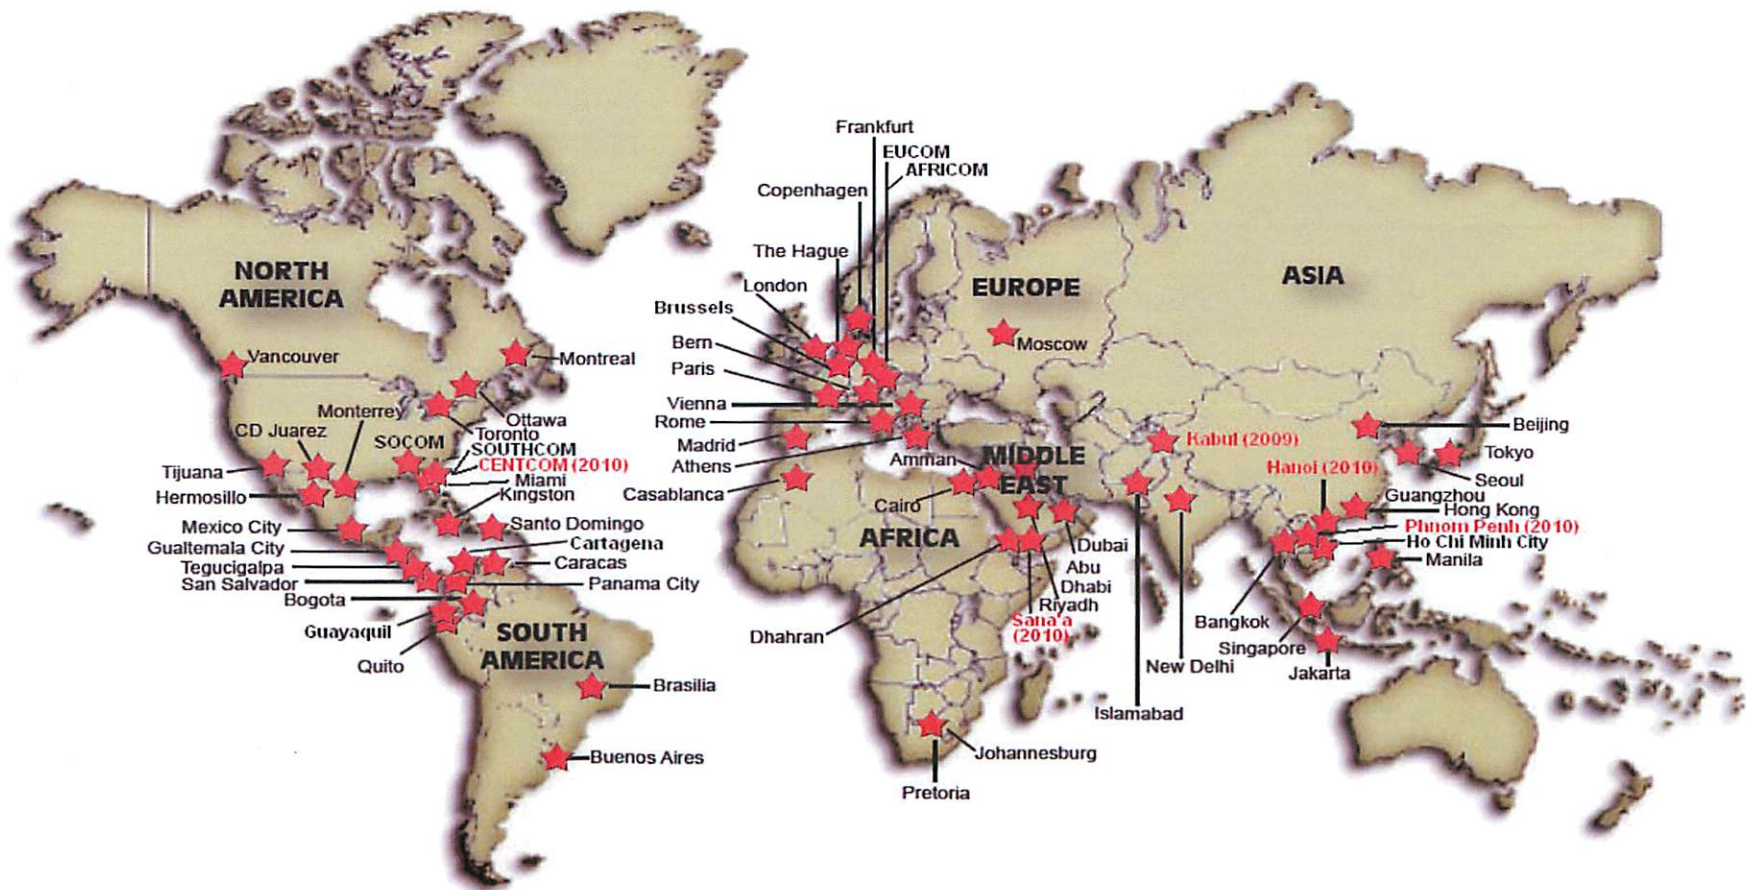 NORTH
AMERICA
Vancouver
Montreal
Ottawa
Toronto
Monterrey
CD Juarez
SOCOM
SOUTHCOM
CENTCOM (2010)
Miami
Kingston
Tijuana
Hermosillo
Mexico City
Gualtemala City
Tegucigalpa
San Salvador
Bogota
Guayaquil
Quito
Santo Domingo
Cartagena
Caracas
Panama City
SOUTH
AMERICA
Brasilia
Buenos Aires
Frankfurt
EUCOM
AFRICOM
Copenhagen
The Hague
London
Brussels
Bern
Paris
Vienna
Rome
Madrid
Athens
Casablanca
EUROPE
Moscow
Amman
MIDDLE
EAST
Cairo
AFRICA
Dubai
Abu
Dhabi
Riyadh
Sana'a
(2010)
Dhahran
Johannesburg
Pretoria
ASIA
Kabul (2009)
Hanoi (2010)
Beijing
Tokyo
Seoul
Guangzhou
Hong Kong
Phnom Penh (2010)
Ho Chi Minh City
Manila
Bangkok
Singapore
Jakarta
New Delhi
Islamabad